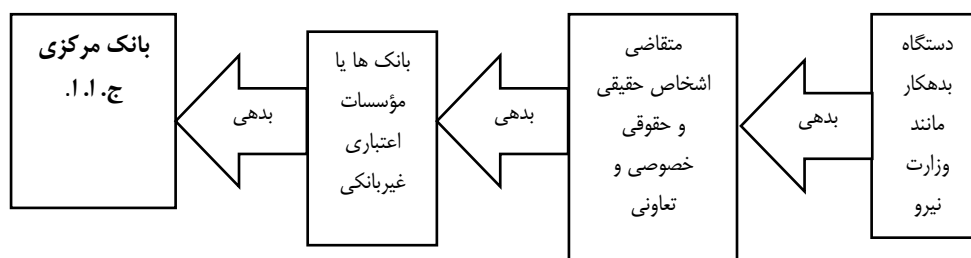 دستگاه
بدهکار
مانند
وزارت
نیرو
بدهی
متقاضی
اشخاص حقیقی
و حقوقی
خصوصی و
تعاونی
بدهی
بانک ها یا
مؤسسات
اعتباری
غیربانکی
بدهی
بانک مرکزی
ج.ا.ا.